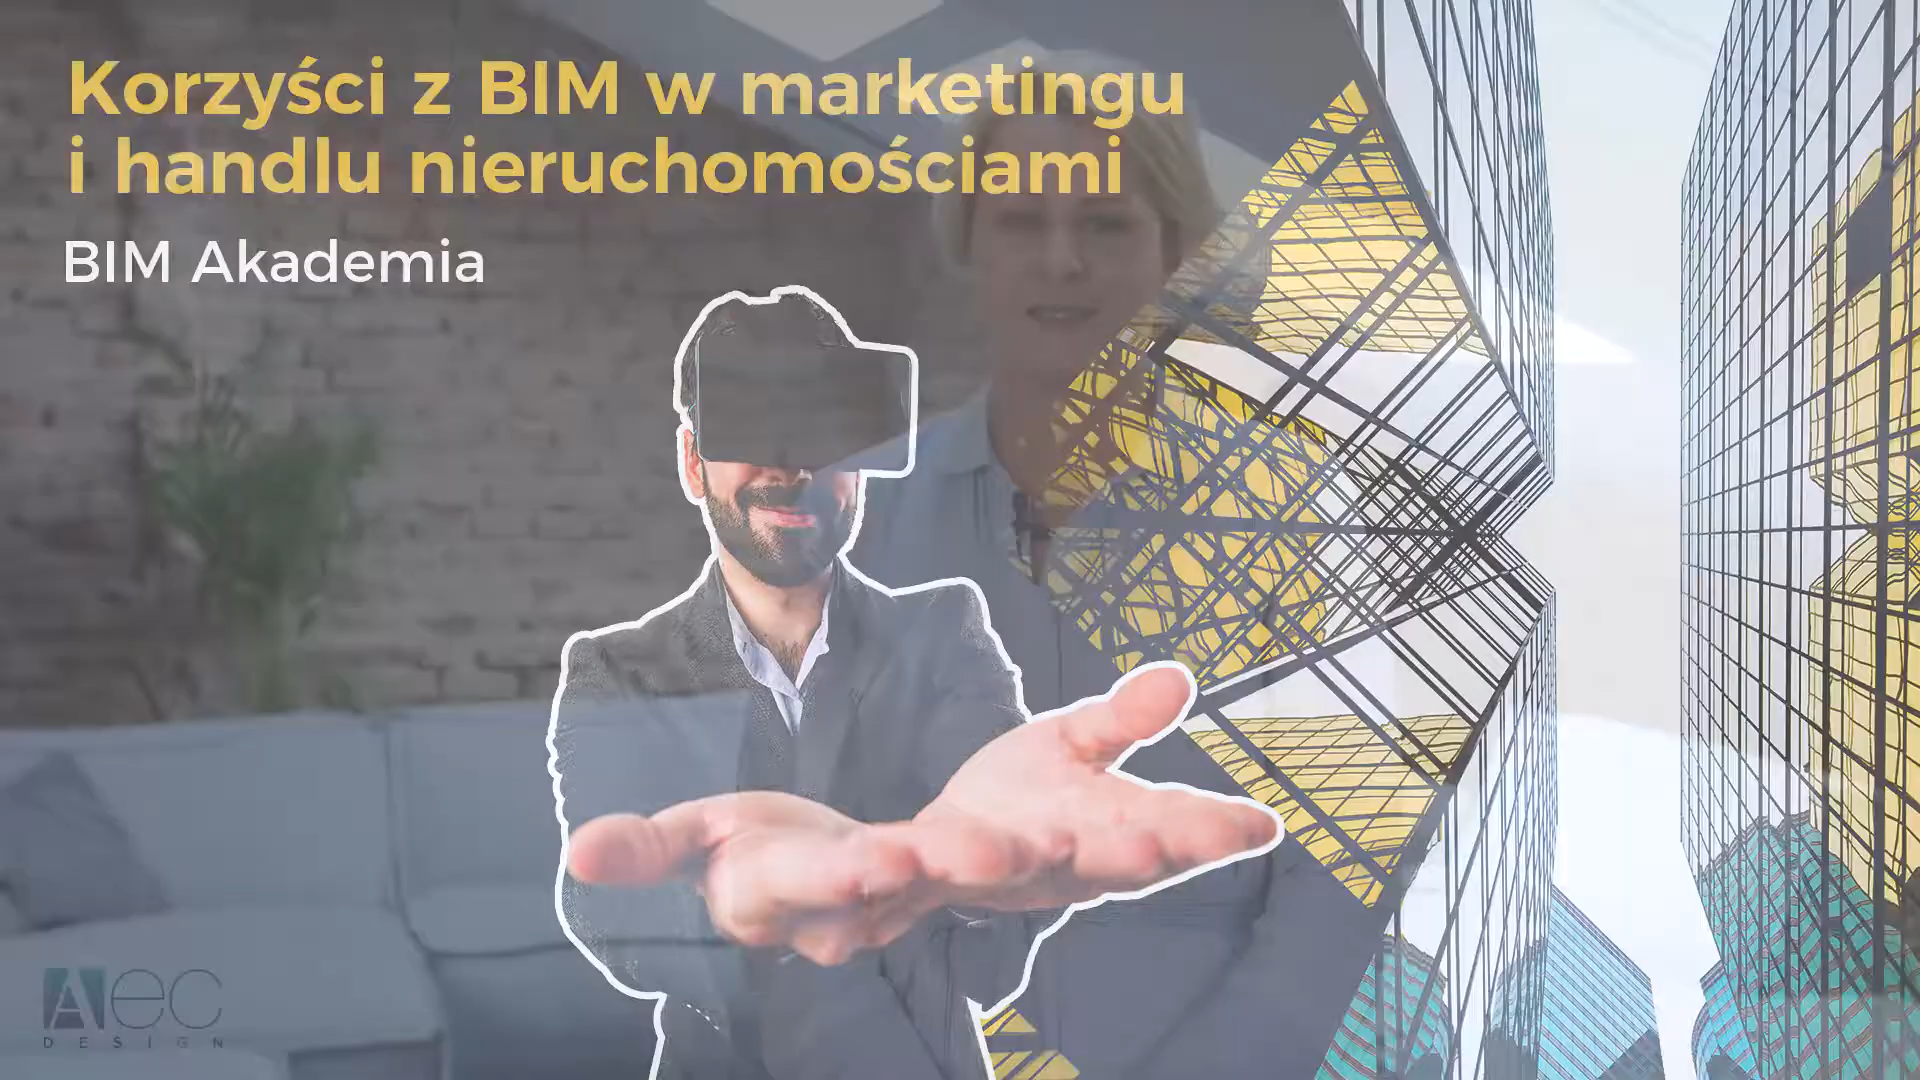 Korzyści z BIM w marketingu
i handlu nieruchomościami
BIM Akademia
AEC
DESIGN